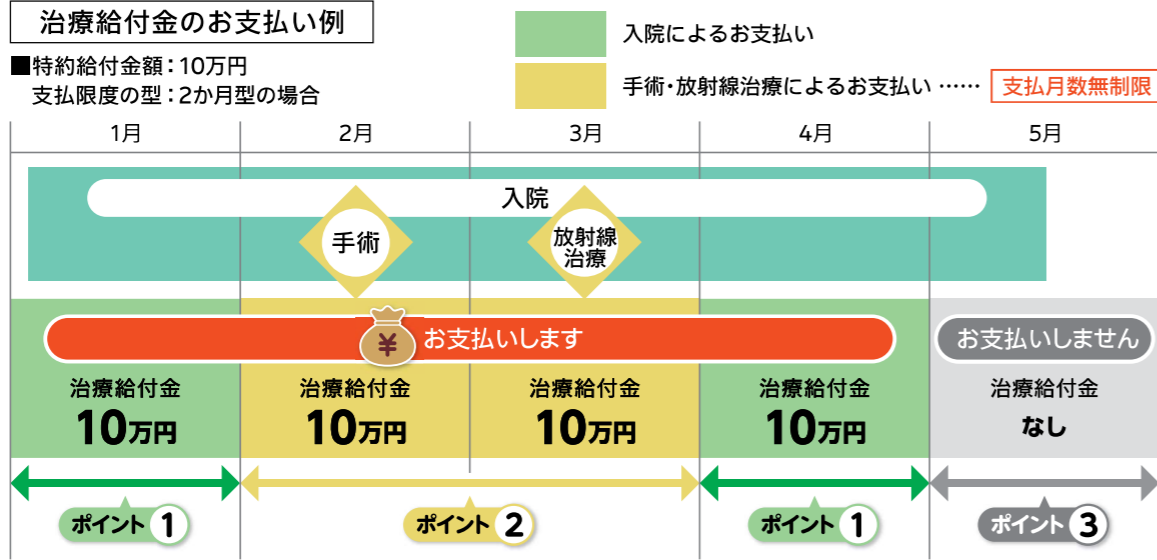 治療給付金のお支払い例
■特約給付金額：10万円
支払限度の型：2か月型の場合
入院によるお支払い
手術・放射線治療によるお支払い …… 支払月数無制限
1月 2月 3月 4月 5月
入院
手術
放射線
治療
¥ お支払いします
お支払いしません
治療給付金 治療給付金 治療給付金 治療給付金 治療給付金
10万円 10万円 10万円 10万円 なし
ポイント 1 ポイント 2 ポイント 1 ポイント 3